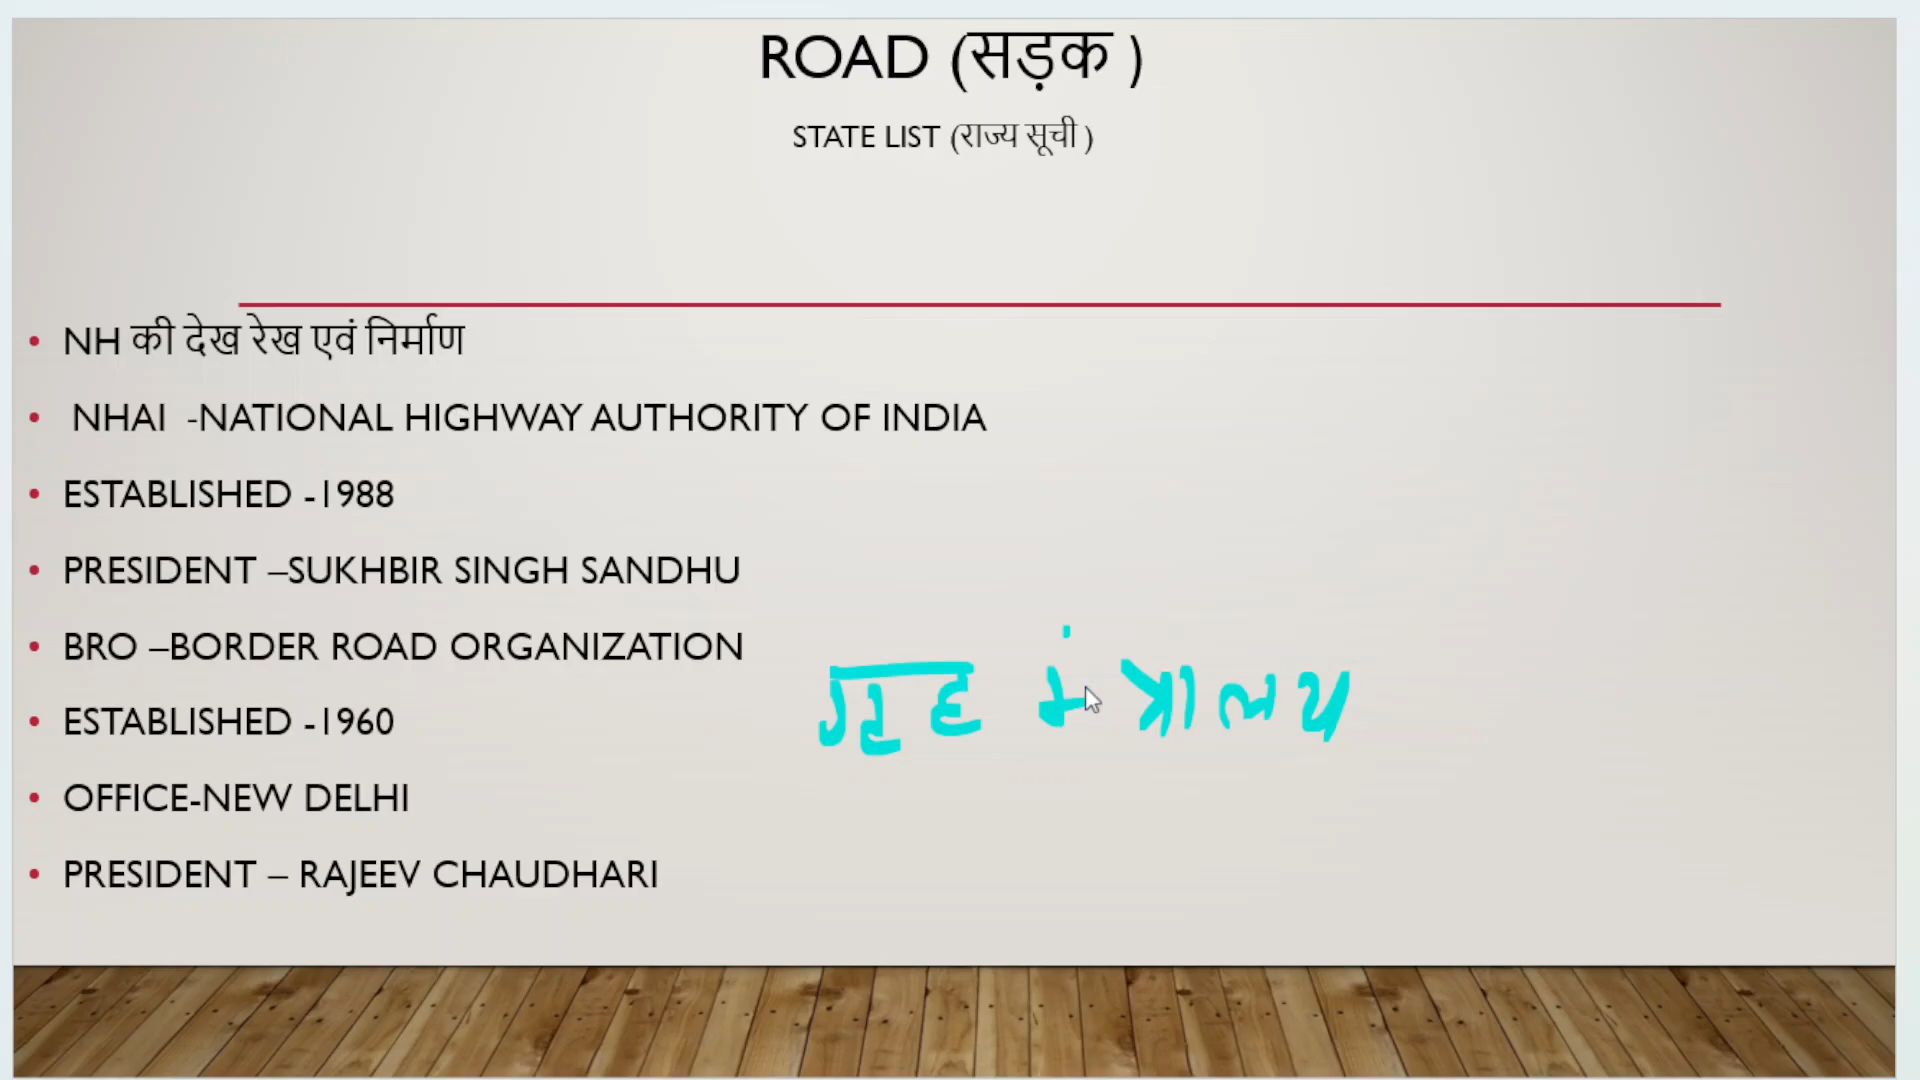 ROAD (सड़क )
STATE LIST (राज्य सूची )
• NH की देख रेख एवं निर्माण
• NHAI -NATIONAL HIGHWAY AUTHORITY OF INDIA
• ESTABLISHED -1988
• PRESIDENT –SUKHBIR SINGH SANDHU
• BRO –BORDER ROAD ORGANIZATION
गृह मंत्रालय
• ESTABLISHED -1960
• OFFICE-NEW DELHI
• PRESIDENT – RAJEEV CHAUDHARI